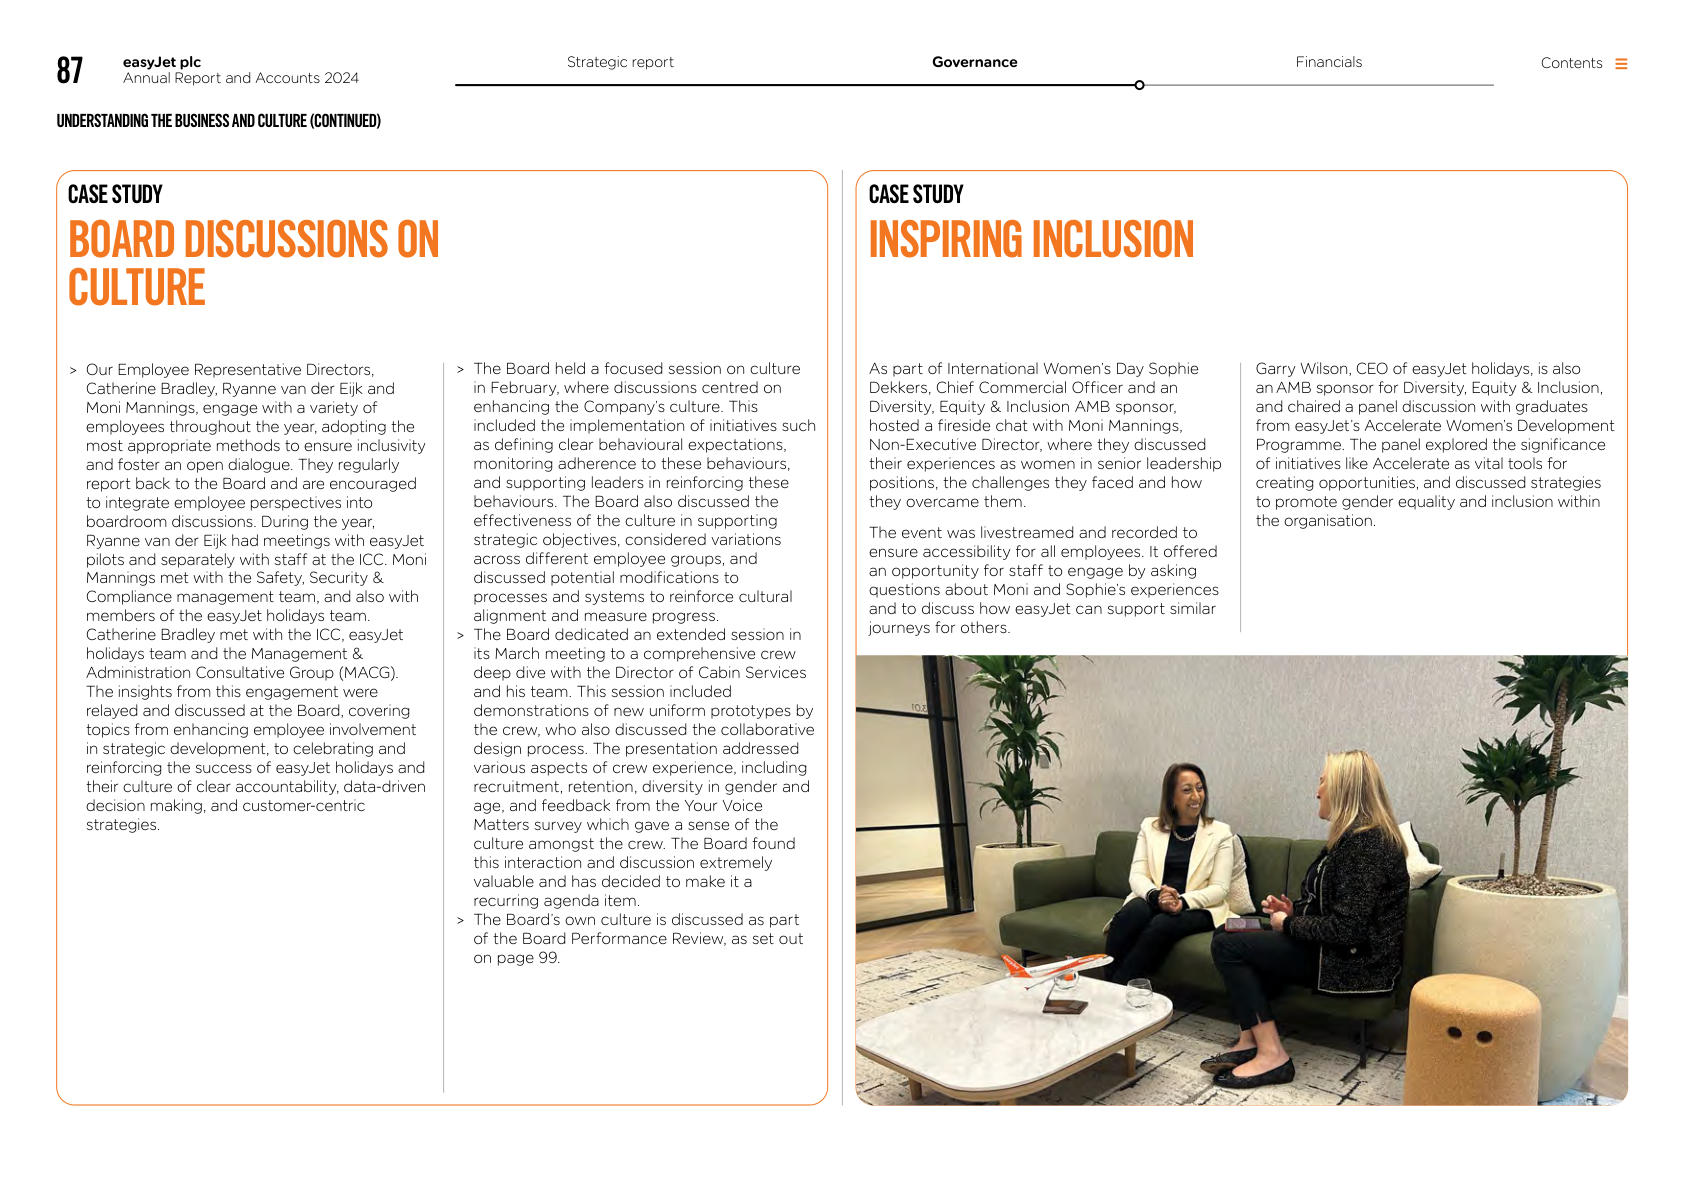 87
easyJet plc
Annual Report and Accounts 2024
Strategic report
Governance
Financials
Contents
UNDERSTANDING THE BUSINESS AND CULTURE (CONTINUED)
CASE STUDY
BOARD DISCUSSIONS ON
CULTURE
> Our Employee Representative Directors,
Catherine Bradley, Ryanne van der Eijk and
Moni Mannings, engage with a variety of
employees throughout the year, adopting the
most appropriate methods to ensure inclusivity
and foster an open dialogue. They regularly
report back to the Board and are encouraged
to integrate employee perspectives into
boardroom discussions. During the year,
Ryanne van der Eijk had meetings with easyJet
pilots and separately with staff at the ICC. Moni
Mannings met with the Safety, Security &
Compliance management team, and also with
members of the easyJet holidays team.
Catherine Bradley met with the ICC, easyJet
holidays team and the Management &
Administration Consultative Group (MACG).
The insights from this engagement were
relayed and discussed at the Board, covering
topics from enhancing employee involvement
in strategic development, to celebrating and
reinforcing the success of easyJet holidays and
their culture of clear accountability, data-driven
decision making, and customer-centric
strategies.
> The Board held a focused session on culture
in February, where discussions centred on
enhancing the Company's culture. This
included the implementation of initiatives such
as defining clear behavioural expectations,
monitoring adherence to these behaviours,
and supporting leaders in reinforcing these
behaviours. The Board also discussed the
effectiveness of the culture in supporting
strategic objectives, considered variations
across different employee groups, and
discussed potential modifications to
processes and systems to reinforce cultural
alignment and measure progress.
> The Board dedicated an extended session in
its March meeting to a comprehensive crew
deep dive with the Director of Cabin Services
and his team. This session included
demonstrations of new uniform prototypes by
the crew, who also discussed the collaborative
design process. The presentation addressed
various aspects of crew experience, including
recruitment, retention, diversity in gender and
age, and feedback from the Your Voice
Matters survey which gave a sense of the
culture amongst the crew. The Board found
this interaction and discussion extremely
valuable and has decided to make it a
recurring agenda item.
> The Board's own culture is discussed as part
of the Board Performance Review, as set out
on page 99.
CASE STUDY
INSPIRING INCLUSION
As part of International Women's Day Sophie
Dekkers, Chief Commercial Officer and an
Diversity, Equity & Inclusion AMB sponsor,
hosted a fireside chat with Moni Mannings,
Non-Executive Director, where they discussed
their experiences as women in senior leadership
positions, the challenges they faced and how
they overcame them.
The event was livestreamed and recorded to
ensure accessibility for all employees. It offered
an opportunity for staff to engage by asking
questions about Moni and Sophie's experiences
and to discuss how easyJet can support similar
journeys for others.
Garry Wilson, CEO of easyJet holidays, is also
an AMB sponsor for Diversity, Equity & Inclusion,
and chaired a panel discussion with graduates
from easyJet's Accelerate Women's Development
Programme. The panel explored the significance
of initiatives like Accelerate as vital tools for
creating opportunities, and discussed strategies
to promote gender equality and inclusion within
the organisation.